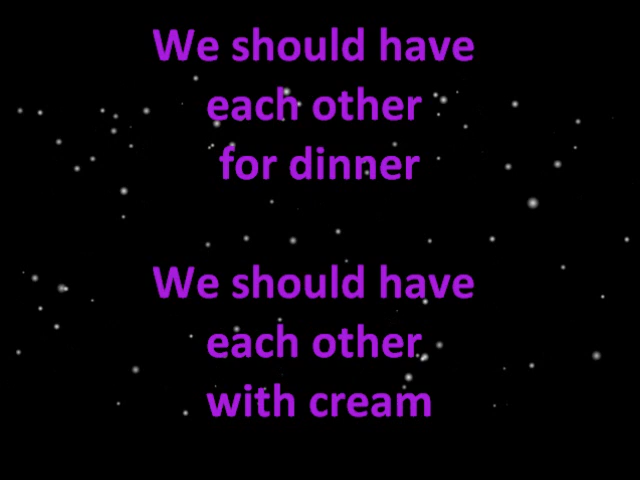 We should have
each other
for dinner
We should have
each other
with cream